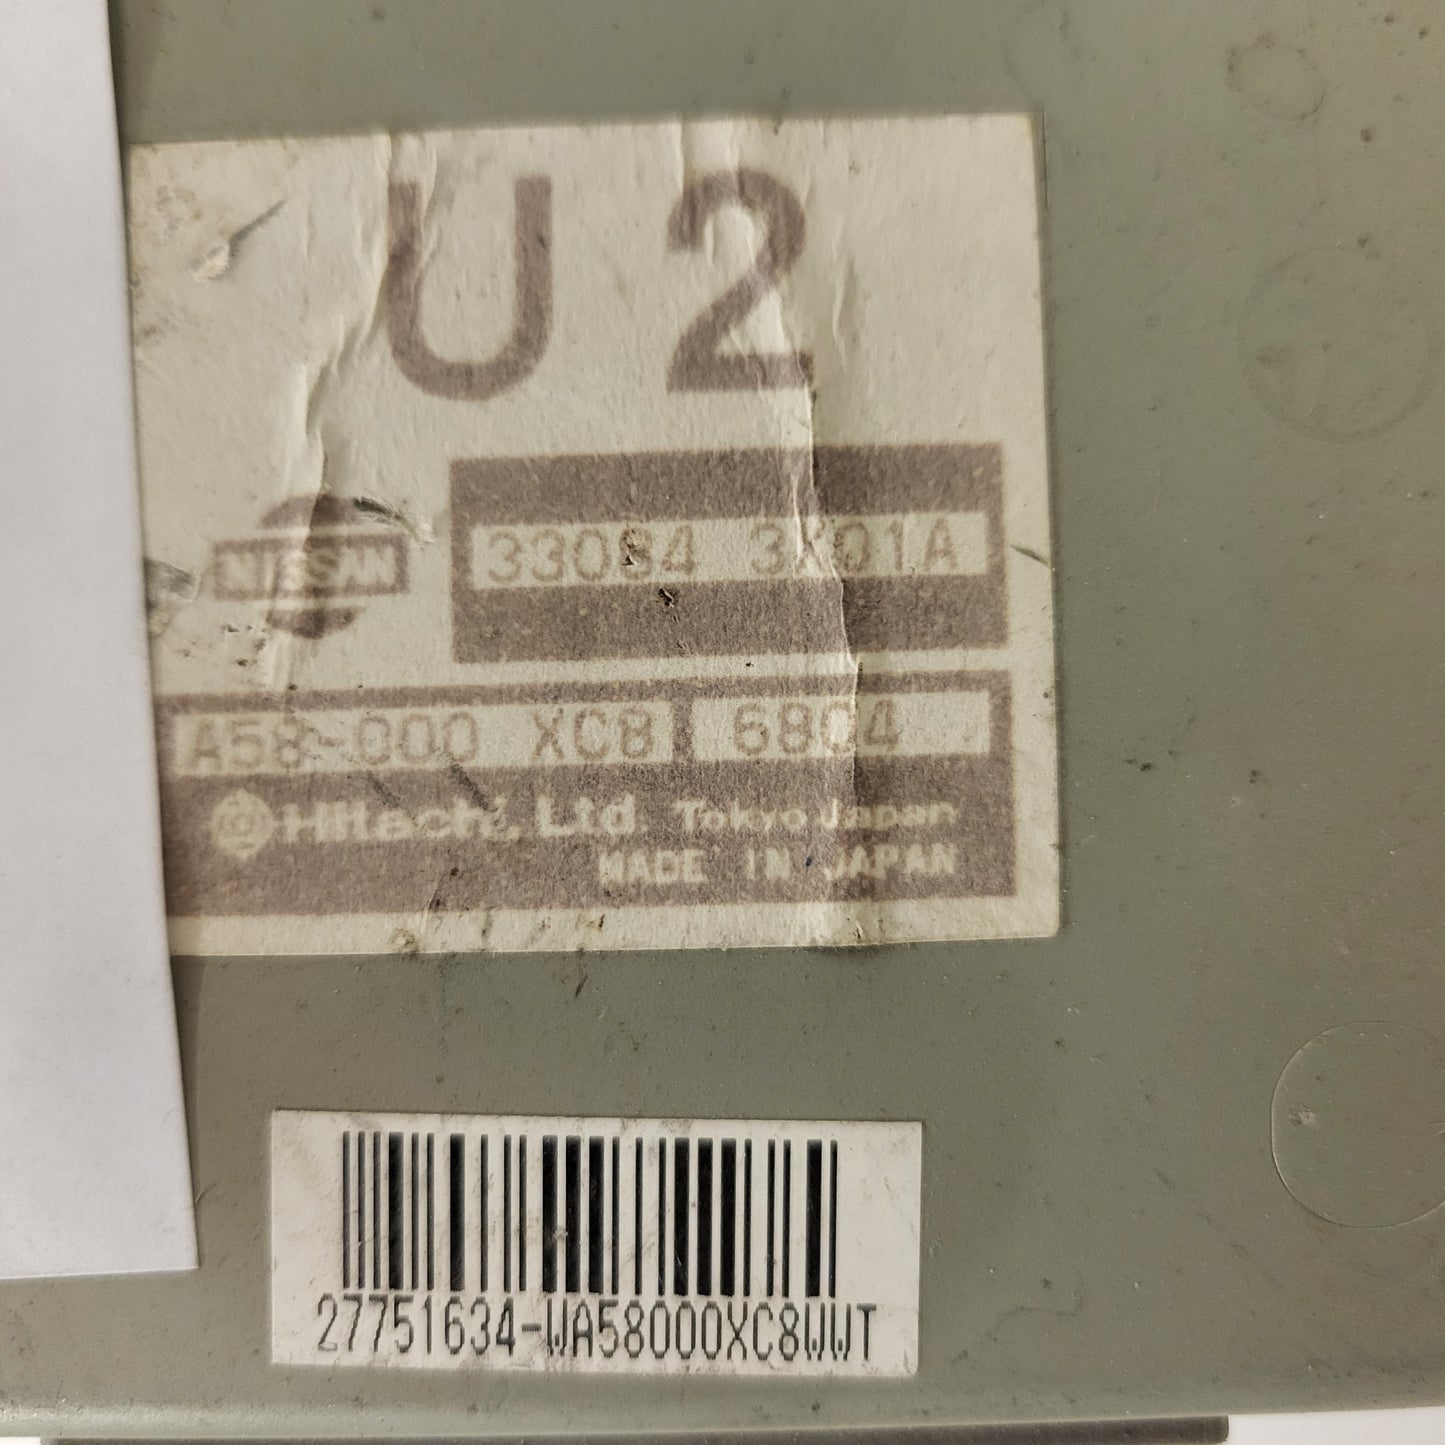 U2
NISSAN
33084 3X01A
A58-000 XC8 6804
Hitachi, Ltd. Tokyo Japan
MADE IN JAPAN
27751634-WA58000XC8WWT